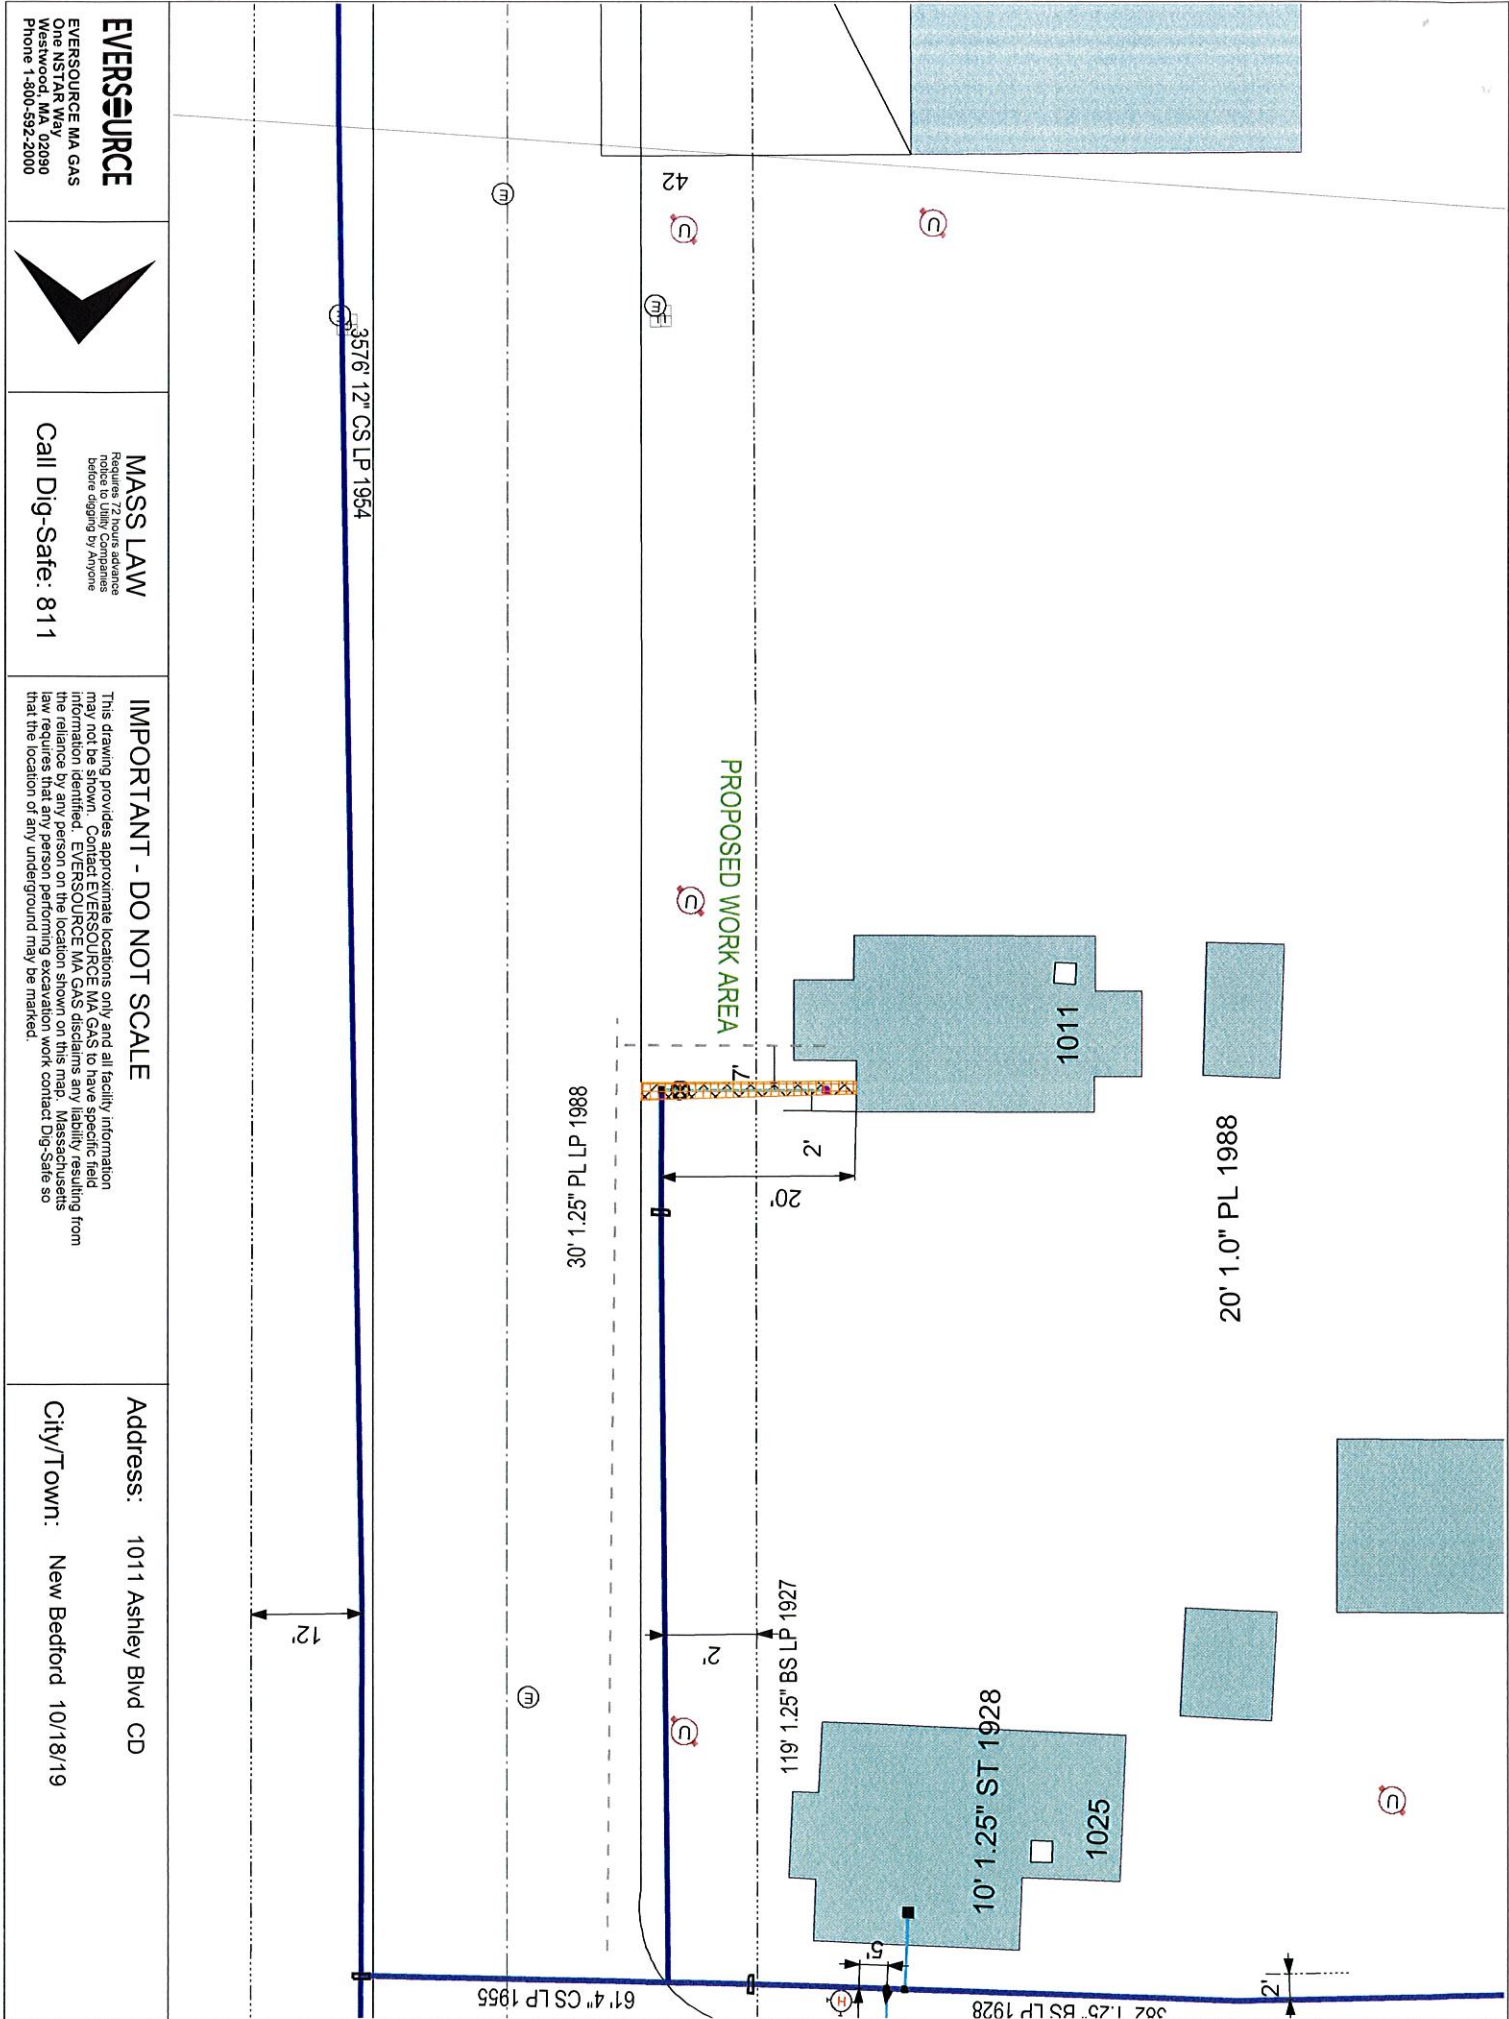 EVERSOURCE
EVERSOURCE MA GAS
One NSTAR Way
Westwood, MA 02090
Phone 1-800-592-2000
MASS LAW
Requires 72 hours advance
notice to Utility Companies
before digging by Anyone
Call Dig-Safe: 811
IMPORTANT - DO NOT SCALE
This drawing provides approximate locations only and all facility information
may not be shown. Contact EVERSOURCE MA GAS to have specific field
information identified. EVERSOURCE MA GAS disclaims any liability resulting from
the reliance by any person on the location shown on this map. Massachusetts
law requires that any person performing excavation work contact Dig-Safe so
that the location of any underground may be marked.
Address: 1011 Ashley Blvd CD
City/Town: New Bedford 10/18/19
3576' 12" CS LP 1954
42
PROPOSED WORK AREA
1011
7'
2'
20'
30' 1.25" PL LP 1988
20' 1.0" PL 1988
12'
2'
119' 1.25" BS LP 1927
10' 1.25" ST 1928
1025
5'
H
2'
61' 4" CS LP 1955
1.25" BS LP 1928
U
U
U
U
U
E
E
E